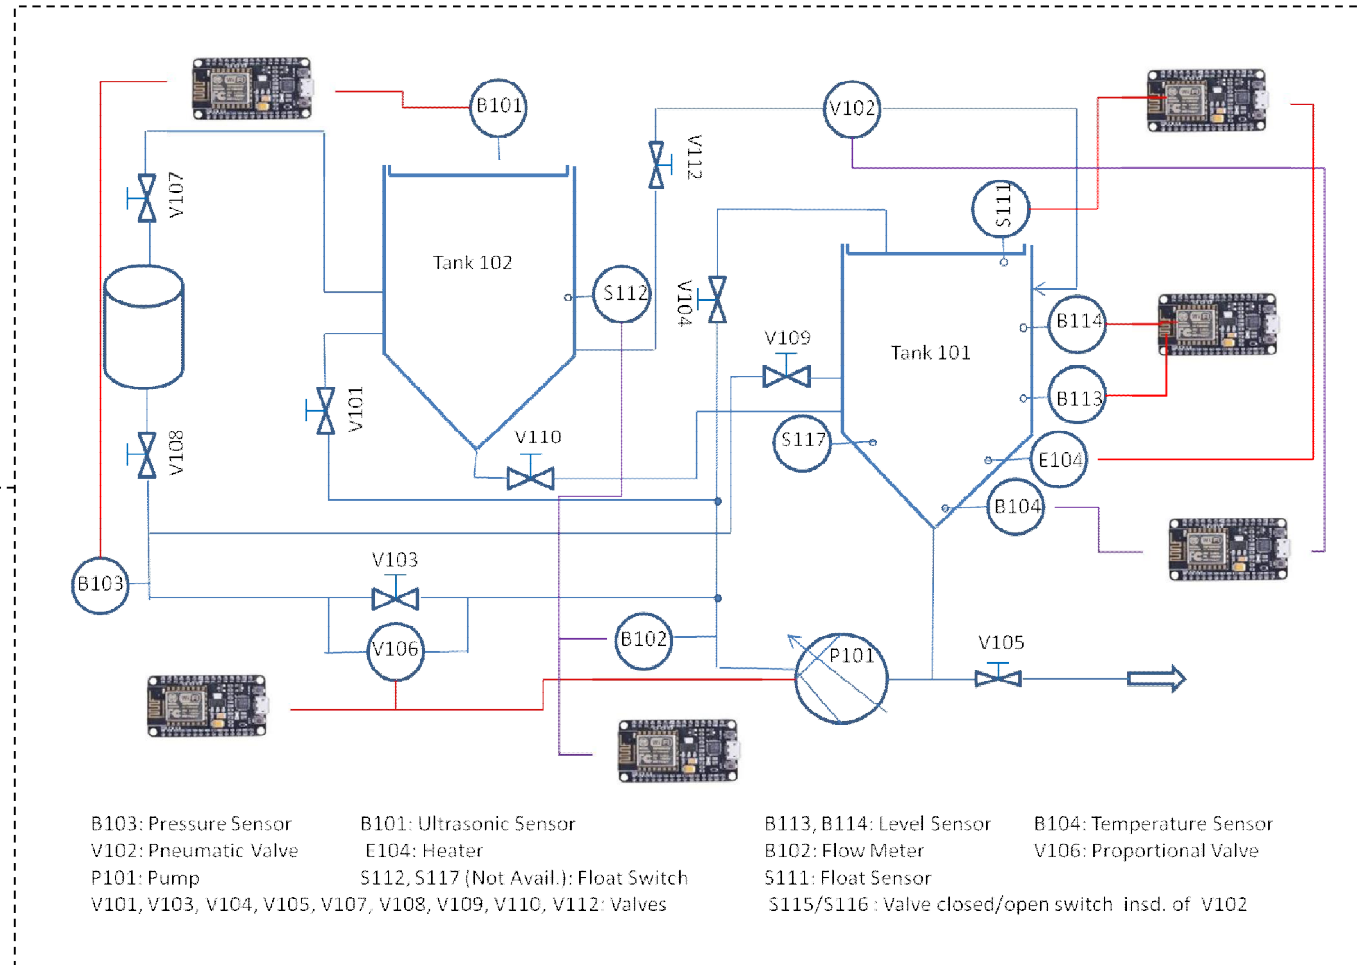 B101
V102
V112
S111
V107
Tank 102
S112
V104
B114
V109
Tank 101
V101
B113
V108
V110
S117
E104
B104
V103
B103
B102
V106
P101
V105
B103: Pressure Sensor B101: Ultrasonic Sensor B113, B114: Level Sensor B104: Temperature Sensor
V102: Pneumatic Valve E104: Heater B102: Flow Meter V106: Proportional Valve
P101: Pump S112, S117 (Not Avail.): Float Switch S111: Float Sensor
V101, V103, V104, V105, V107, V108, V109, V110, V112: Valves S115/S116 : Valve closed/open switch insd. of V102